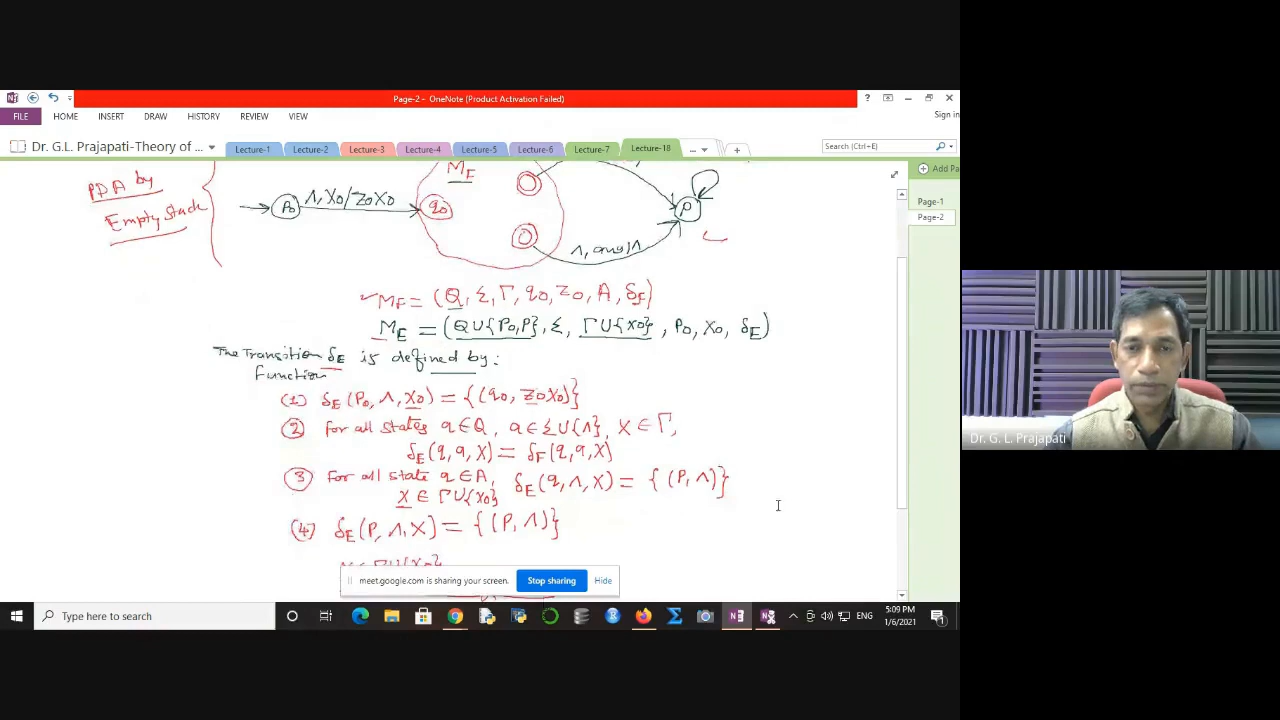 Page-2 - OneNote (Product Activation Failed)
FILE HOME INSERT DRAW HISTORY REVIEW VIEW Sign in
Dr. G.L. Prajapati-Theory of ... Lecture-1 Lecture-2 Lecture-3 Lecture-4 Lecture-5 Lecture-6 Lecture-7 Lecture-18 ... Search (Ctrl+E)
Add Pa
Page-1
Page-2
PDA by
Empty stack
ME
P0 Λ, X0/Z0X0 q0 P
Λ, any/Λ
MF = (Q, Σ, Γ, q0, Z0, A, δF)
ME = (Q∪{P0,P}, Σ, Γ∪{X0}, P0, X0, δE)
The Transition δE is defined by:
function
(1) δE(P0, Λ, X0) = {(q0, Z0X0)}
(2) For all states q∈Q, a∈Σ∪{Λ}, X∈Γ,
δE(q,a,X) = δF(q,a,X)
(3) For all state q∈A, δE(q,Λ,X) = {(P,Λ)}
X ∈ Γ∪{X0}
(4) δE(P,Λ,X) = {(P,Λ)}
meet.google.com is sharing your screen. Stop sharing Hide
Dr. G. L. Prajapati
Type here to search
ENG
5:09 PM
1/6/2021
1